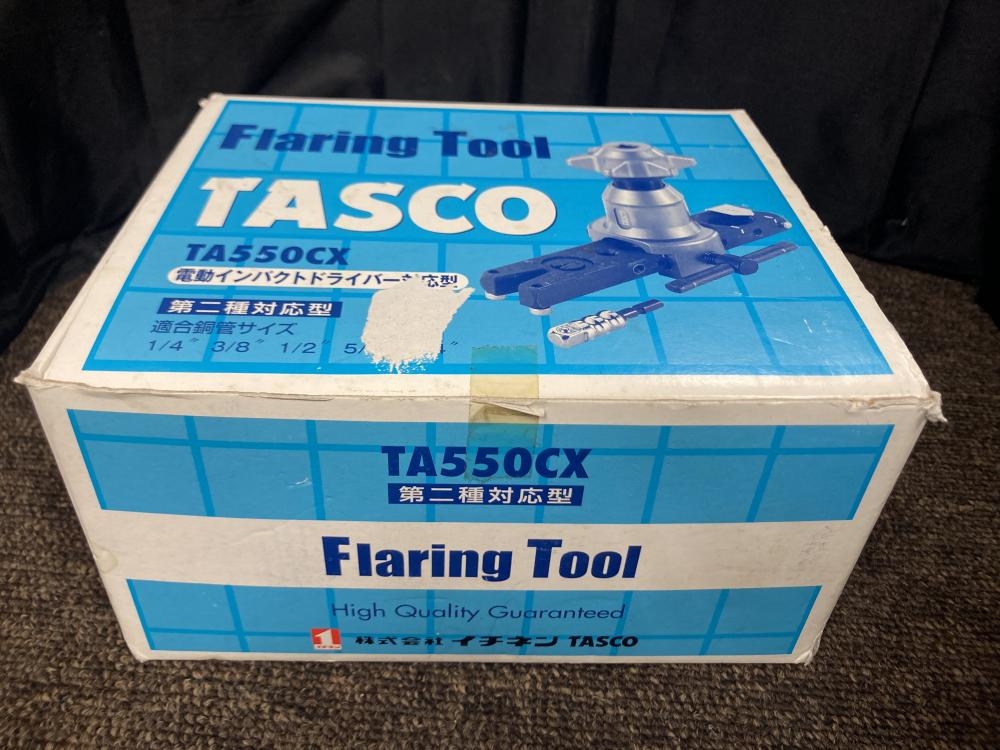 Flaring Tool
TASCO
TA550CX
電動インパクトドライバー対応型
第二種対応型
適合銅管サイズ
1/4" 3/8" 1/2" 5/ 4"
TA550CX
第二種対応型
Flaring Tool
High Quality Guaranteed
1 株式会社 イチネン TASCO